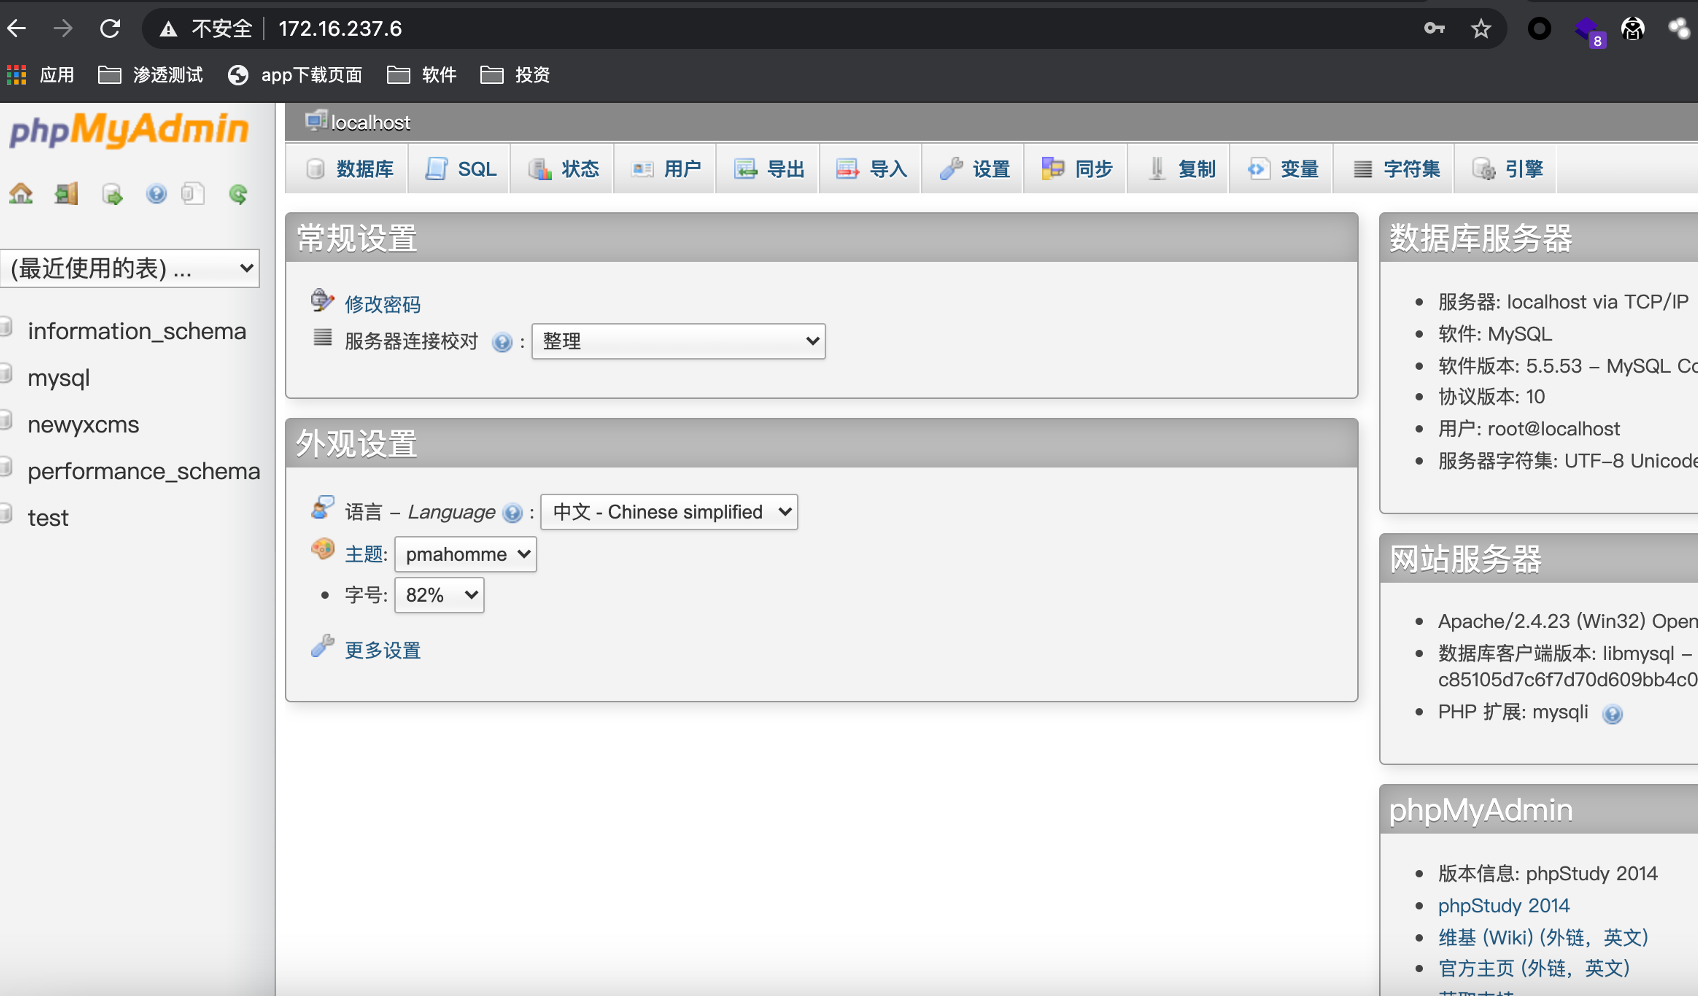 不安全 172.16.237.6
8
应用 渗透测试 app下载页面 软件 投资
phpMyAdmin
(最近使用的表) ...
information_schema
mysql
newyxcms
performance_schema
test
localhost
数据库 SQL 状态 用户 导出 导入 设置 同步 复制 变量 字符集 引擎
常规设置
修改密码
服务器连接校对 : 整理
外观设置
语言 - Language : 中文 - Chinese simplified
主题: pmahomme
字号: 82%
更多设置
数据库服务器
服务器: localhost via TCP/IP
软件: MySQL
软件版本: 5.5.53 - MySQL Co
协议版本: 10
用户: root@localhost
服务器字符集: UTF-8 Unicode
网站服务器
Apache/2.4.23 (Win32) Open
数据库客户端版本: libmysql -
c85105d7c6f7d70d609bb4c0
PHP 扩展: mysqli
phpMyAdmin
版本信息: phpStudy 2014
phpStudy 2014
维基 (Wiki) (外链，英文)
官方主页 (外链，英文)